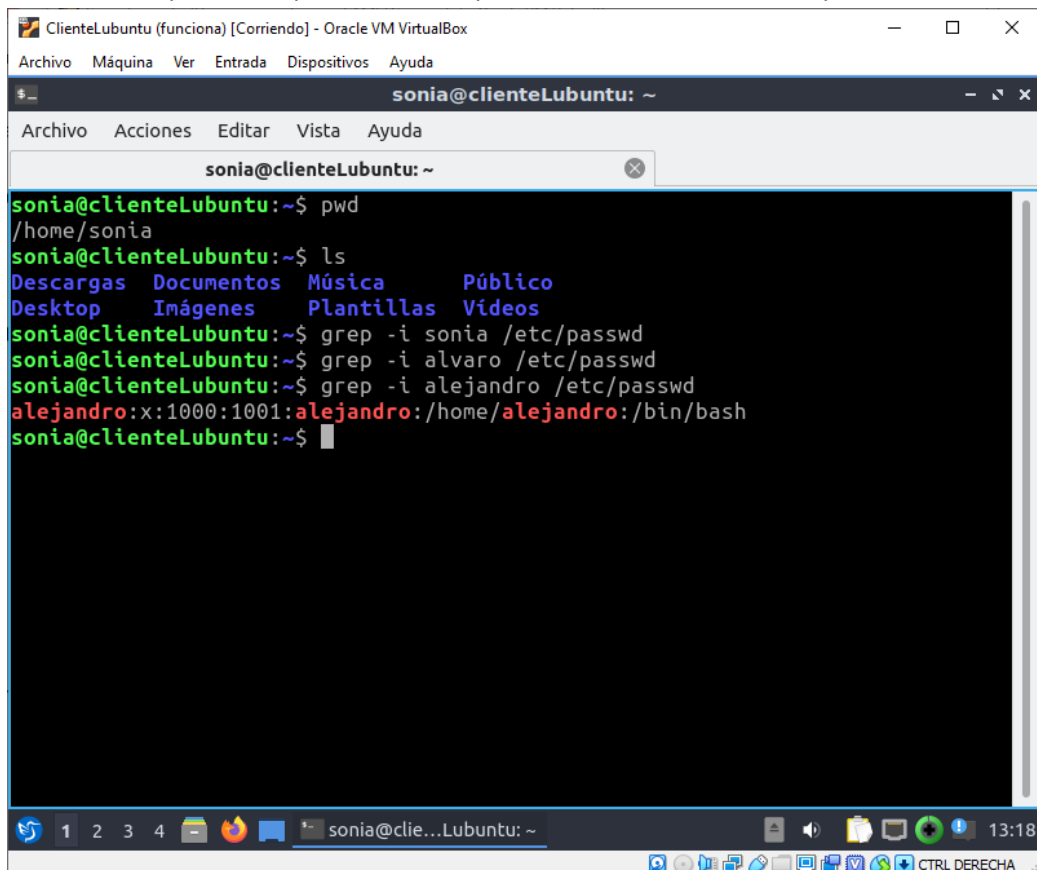 ClienteLubuntu (funciona) [Corriendo] - Oracle VM VirtualBox
Archivo Máquina Ver Entrada Dispositivos Ayuda
$_ sonia@clienteLubuntu: ~
Archivo Acciones Editar Vista Ayuda
sonia@clienteLubuntu: ~
sonia@clienteLubuntu:~$ pwd
/home/sonia
sonia@clienteLubuntu:~$ ls
Descargas Documentos Música Público
Desktop Imágenes Plantillas Vídeos
sonia@clienteLubuntu:~$ grep -i sonia /etc/passwd
sonia@clienteLubuntu:~$ grep -i alvaro /etc/passwd
sonia@clienteLubuntu:~$ grep -i alejandro /etc/passwd
alejandro:x:1000:1001:alejandro:/home/alejandro:/bin/bash
sonia@clienteLubuntu:~$
1 2 3 4 sonia@clie...Lubuntu: ~ 13:18
CTRL DERECHA